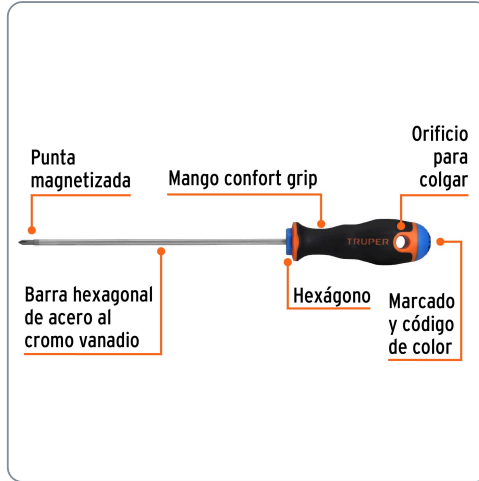 Orificio
para
colgar
Punta
magnetizada
Mango confort grip
TRUPER
Barra hexagonal
de acero al
cromo vanadio
Hexágono
Marcado
y código
de color